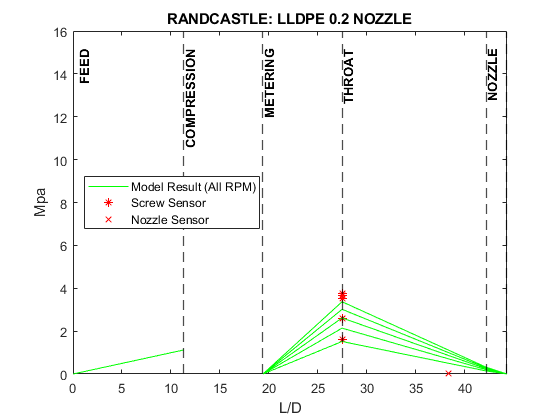 RANDCASTLE: LLDPE 0.2 NOZZLE
16
14
12
10
8
6
4
2
0
Mpa
FEED
COMPRESSION
METERING
THROAT
NOZZLE
Model Result (All RPM)
Screw Sensor
Nozzle Sensor
0
5
10
15
20
25
30
35
40
L/D